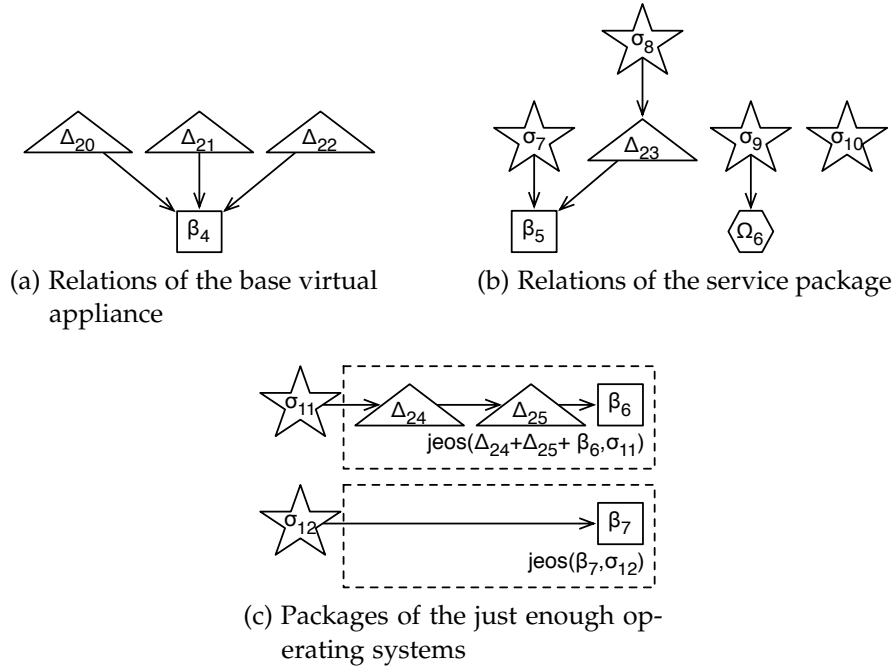 σ8
Δ20 Δ21 Δ22 σ7 Δ23 σ9 σ10
β4 β5 Ω6
(a) Relations of the base virtual
appliance
(b) Relations of the service package
σ11 Δ24 Δ25 β6
jeos(Δ24+Δ25+ β6,σ11)
σ12 β7
jeos(β7,σ12)
(c) Packages of the just enough op-
erating systems